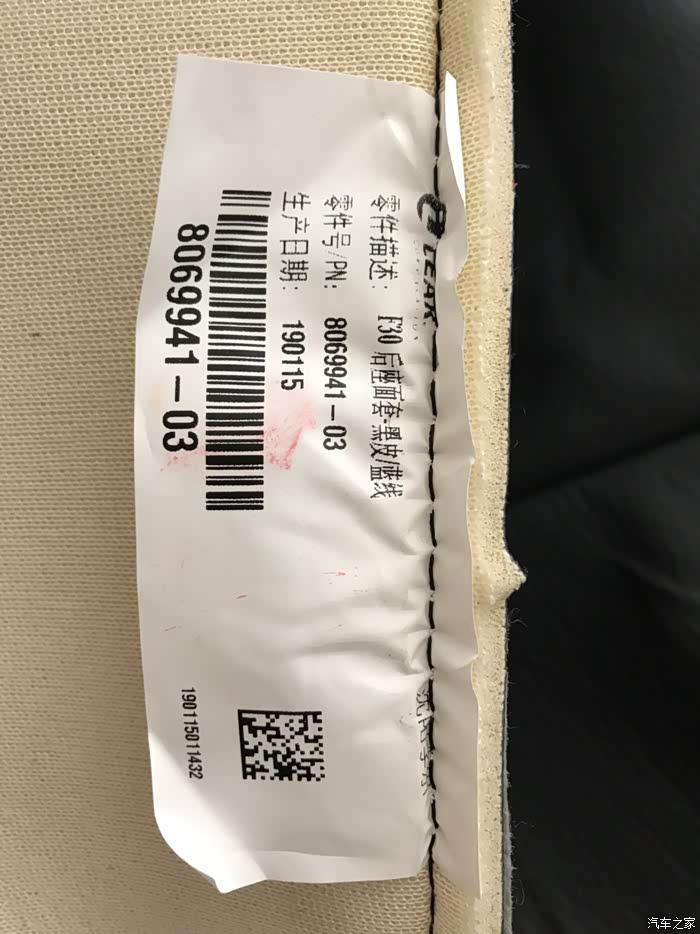 LEAR
零件描述: F30 后座面套-黑皮/蓝线
零件号/PN: 8069941-03
生产日期: 190115
8069941-03
190115011432
汽车之家